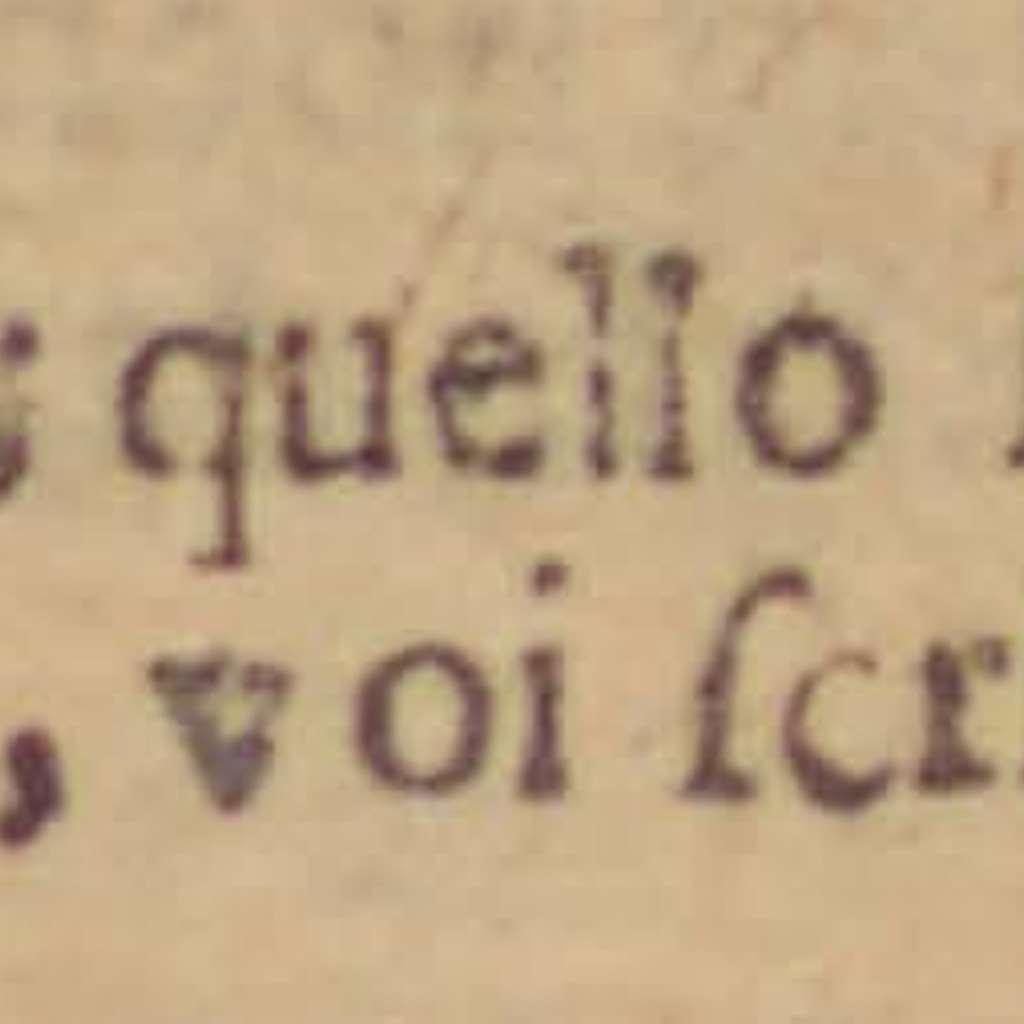 ; quello
, voi ſcr